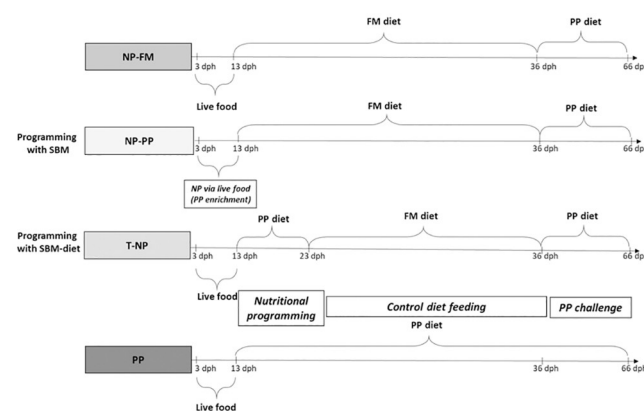 FM diet
PP diet
NP-FM
3 dph
13 dph
36 dph
66 dph
Live food
FM diet
PP diet
Programming
with SBM
NP-PP
3 dph
13 dph
36 dph
66 dp
NP via live food
(PP enrichment)
PP diet
FM diet
PP diet
Programming
with SBM-diet
T-NP
3 dph
13 dph
23 dph
36 dph
66 dp
Live food
Nutritional
programming
Control diet feeding
PP challenge
PP diet
PP
3 dph
13 dph
36 dph
66 dph
Live food